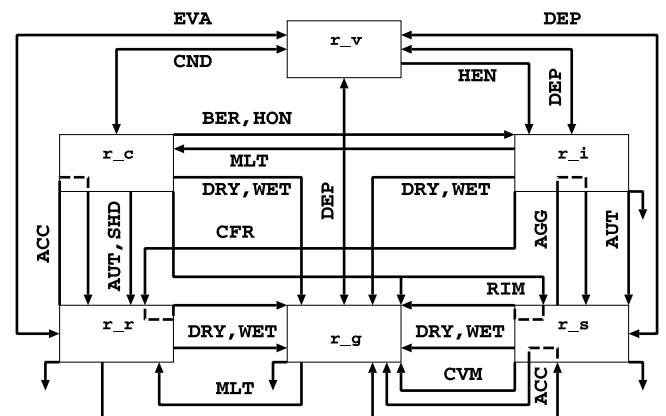 EVA
DEP
r_v
CND
HEN
DEP
BER,HON
r_c
r_i
MLT
DRY,WET
DRY,WET
DEP
ACC
AUT,SHD
CFR
AGG
AUT
RIM
r_r
r_g
r_s
DRY,WET
DRY,WET
MLT
CVM
ACC